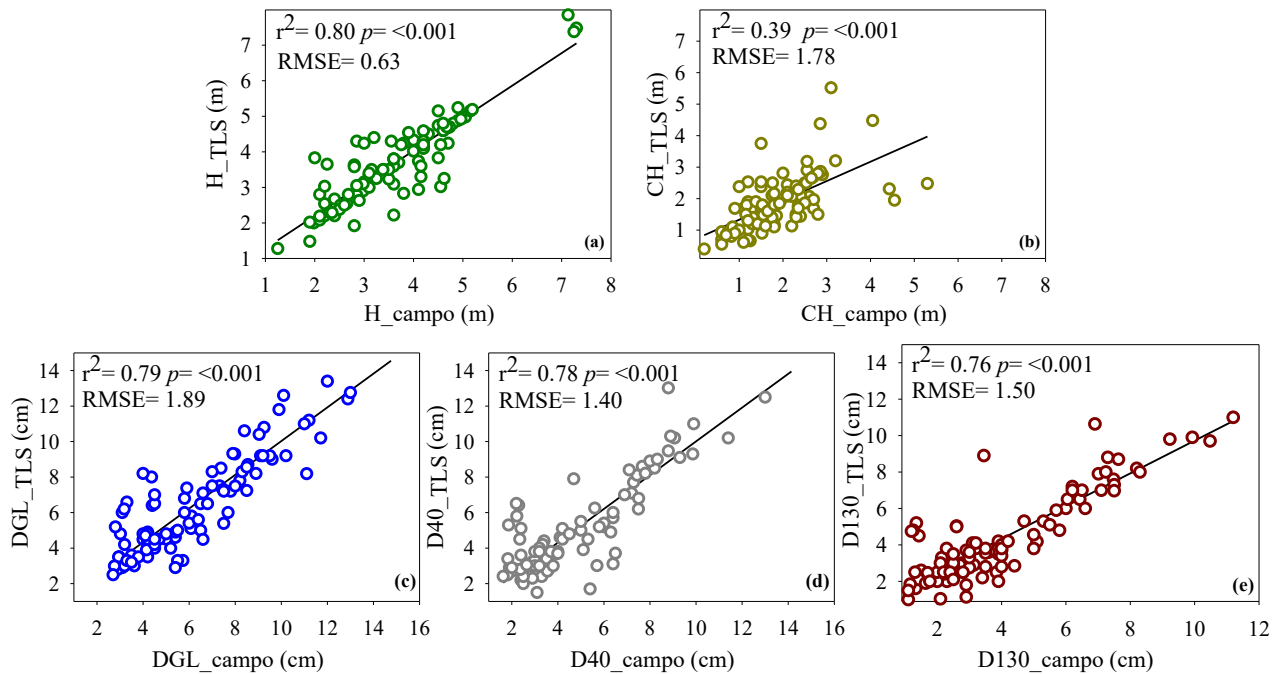 r²= 0.80 p= <0.001
RMSE= 0.63
7
6
5
4
3
2
1
H_TLS (m)
(a)
1 2 3 4 5 6 7 8
H_campo (m)
r²= 0.39 p= <0.001
RMSE= 1.78
7
6
5
4
3
2
1
CH_TLS (m)
(b)
1 2 3 4 5 6 7 8
CH_campo (m)
r²= 0.79 p= <0.001
RMSE= 1.89
14
12
10
8
6
4
2
DGL_TLS (cm)
(c)
2 4 6 8 10 12 14 16
DGL_campo (cm)
r²= 0.78 p= <0.001
RMSE= 1.40
14
12
10
8
6
4
2
D40_TLS (cm)
(d)
2 4 6 8 10 12 14 16
D40_campo (cm)
r²= 0.76 p= <0.001
RMSE= 1.50
14
12
10
8
6
4
2
D130_TLS (cm)
(e)
2 4 6 8 10 12
D130_campo (cm)